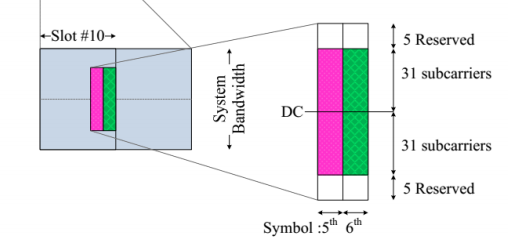 Slot #10
System
Bandwidth
5 Reserved
31 subcarriers
DC
31 subcarriers
5 Reserved
Symbol :5th 6th